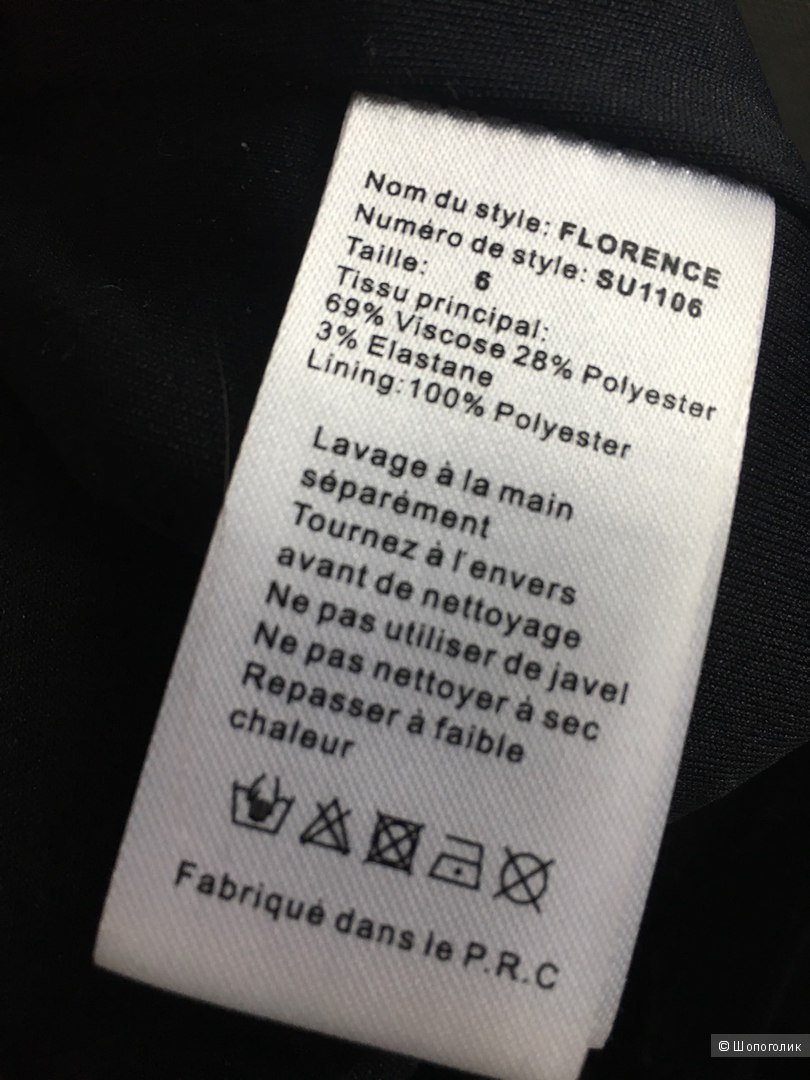 Nom du style: FLORENCE
Numéro de style: SU1106
Taille: 6
Tissu principal:
69% Viscose 28% Polyester
3% Elastane
Lining:100% Polyester
Lavage à la main
séparément
Tournez à l'envers
avant de nettoyage
Ne pas utiliser de javel
Ne pas nettoyer à sec
Repasser à faible
chaleur
Fabriqué dans le P.R.C
© Шопоголик